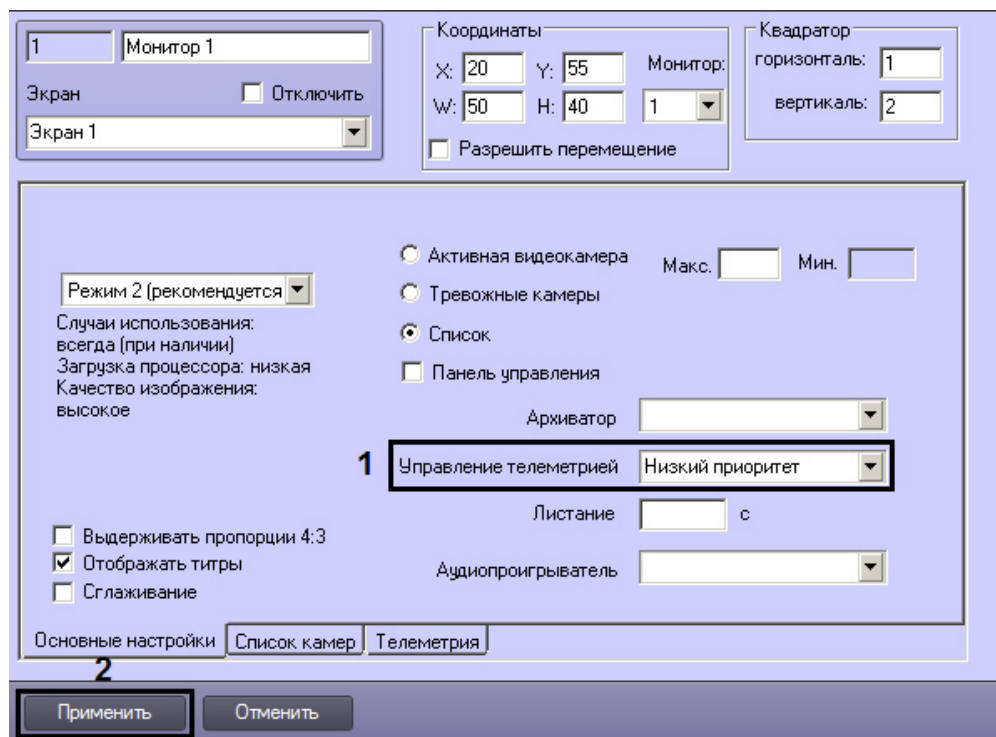 1
Монитор 1
Экран
Отключить
Экран 1
Координаты
X: 20 Y: 55 Монитор:
W: 50 H: 40 1
Разрешить перемещение
Квадратор
горизонталь: 1
вертикаль: 2
Режим 2 (рекомендуется
Случаи использования:
всегда (при наличии)
Загрузка процессора: низкая
Качество изображения:
высокое
Активная видеокамера
Макс. Мин.
Тревожные камеры
Список
Панель управления
Архиватор
1 Управление телеметрией Низкий приоритет
Листание с
Аудиопроигрыватель
Выдерживать пропорции 4:3
Отображать титры
Сглаживание
Основные настройки Список камер Телеметрия
2
Применить Отменить